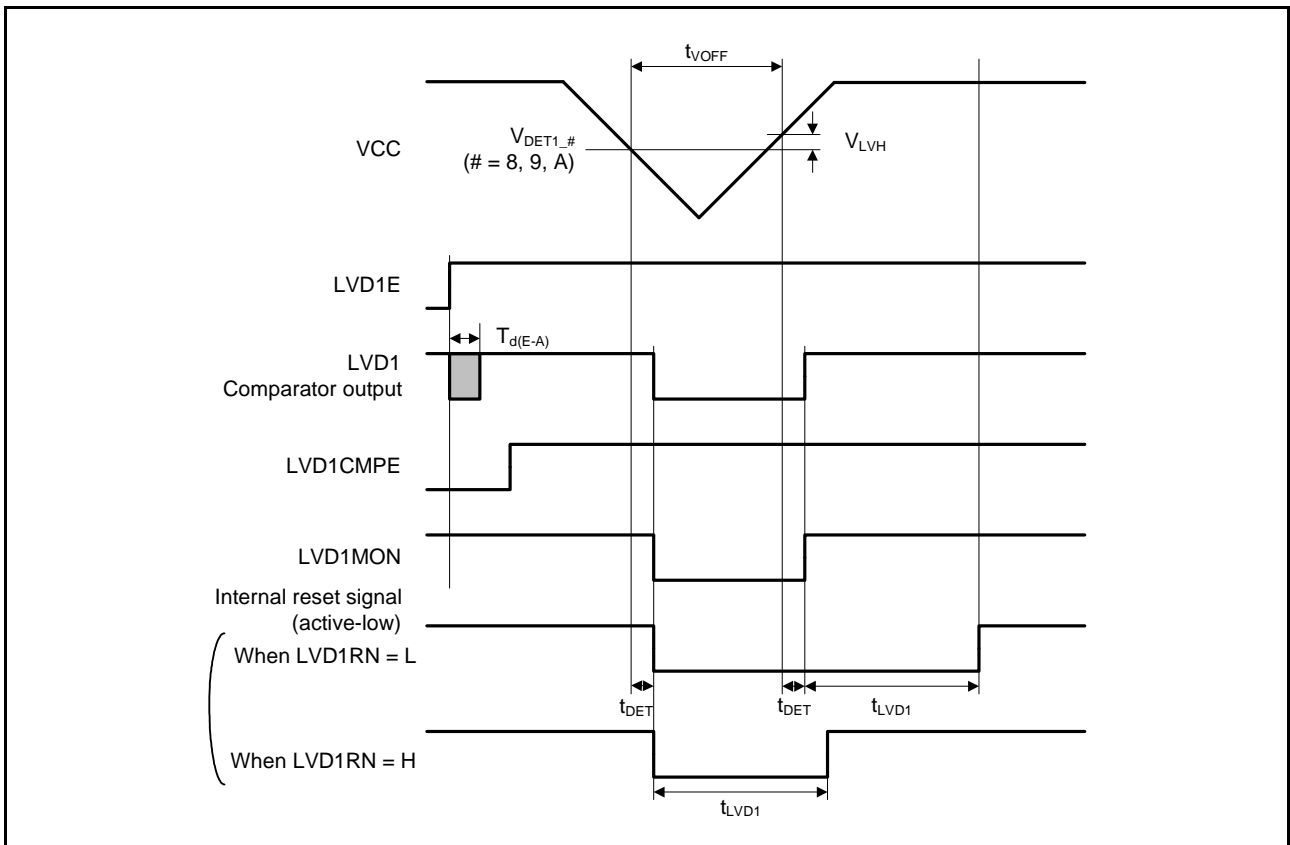 tVOFF
VCC
VDET1_#
(# = 8, 9, A)
VLVH
LVD1E
Td(E-A)
LVD1
Comparator output
LVD1CMPE
LVD1MON
Internal reset signal
(active-low)
When LVD1RN = L
tDET
tDET
tLVD1
When LVD1RN = H
tLVD1